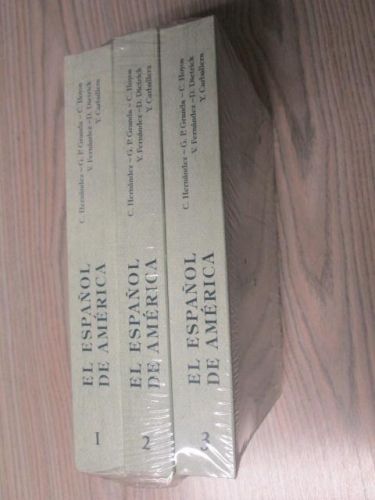 C. Hernández – G. P. Granda – C. Hoyos
V. Fernández – D. Dietrick
Y. Carballera
EL ESPAÑOL
DE AMÉRICA
1
C. Hernández – G. P. Granda – C. Hoyos
V. Fernández – D. Dietrick
Y. Carballera
EL ESPAÑOL
DE AMÉRICA
2
C. Hernández – G. P. Granda – C. Hoyos
V. Fernández – D. Dietrick
Y. Carballera
EL ESPAÑOL
DE AMÉRICA
3